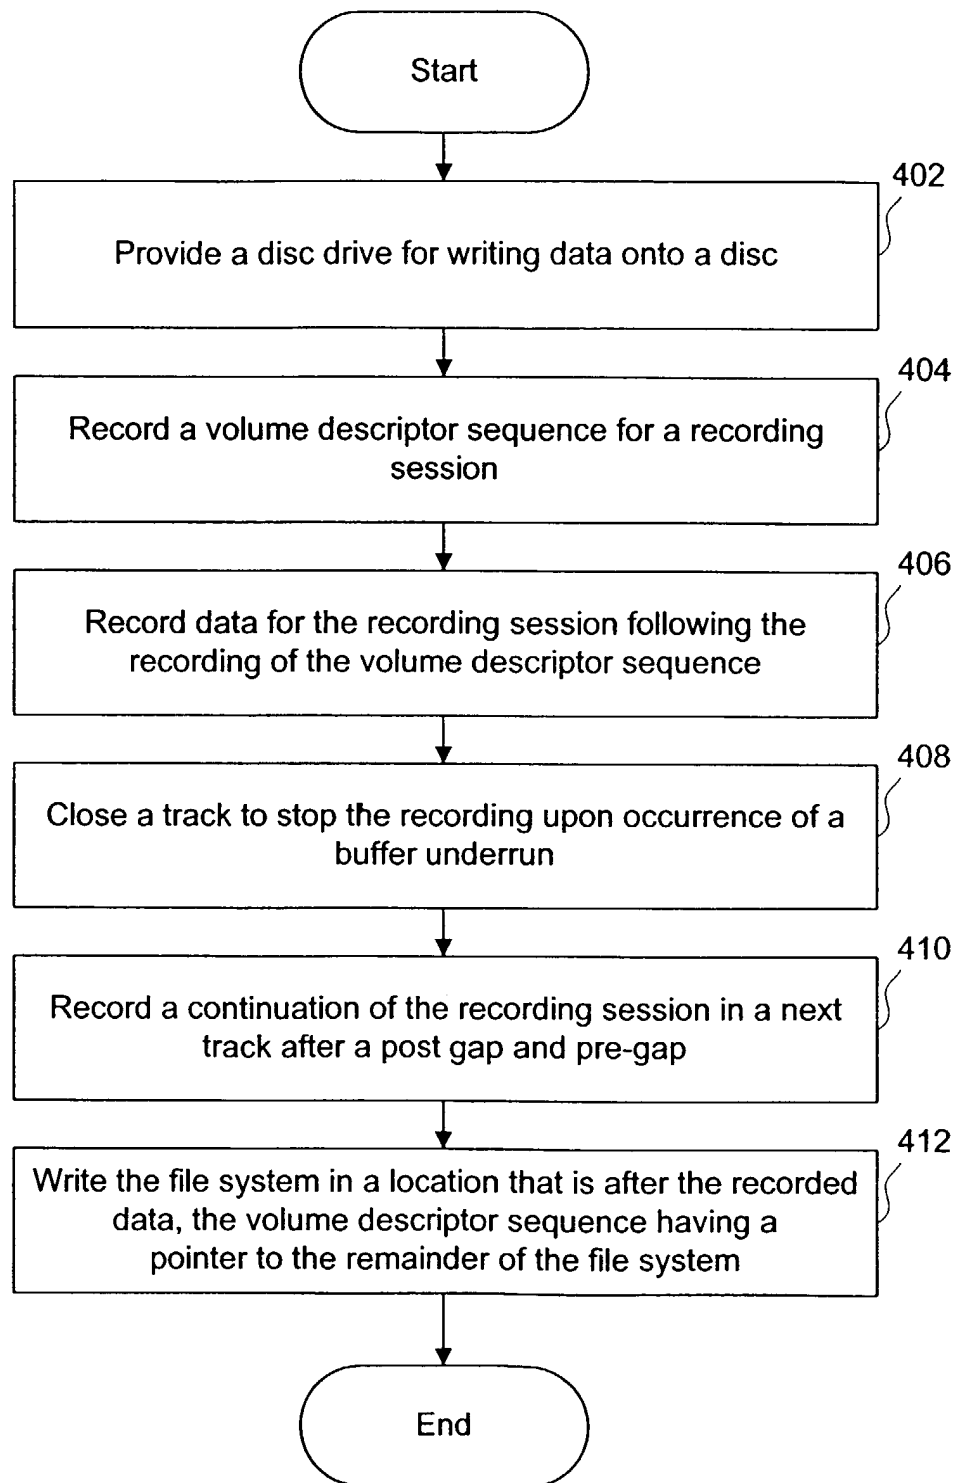 Start
402
Provide a disc drive for writing data onto a disc
404
Record a volume descriptor sequence for a recording
session
406
Record data for the recording session following the
recording of the volume descriptor sequence
408
Close a track to stop the recording upon occurrence of a
buffer underrun
410
Record a continuation of the recording session in a next
track after a post gap and pre-gap
412
Write the file system in a location that is after the recorded
data, the volume descriptor sequence having a
pointer to the remainder of the file system
End